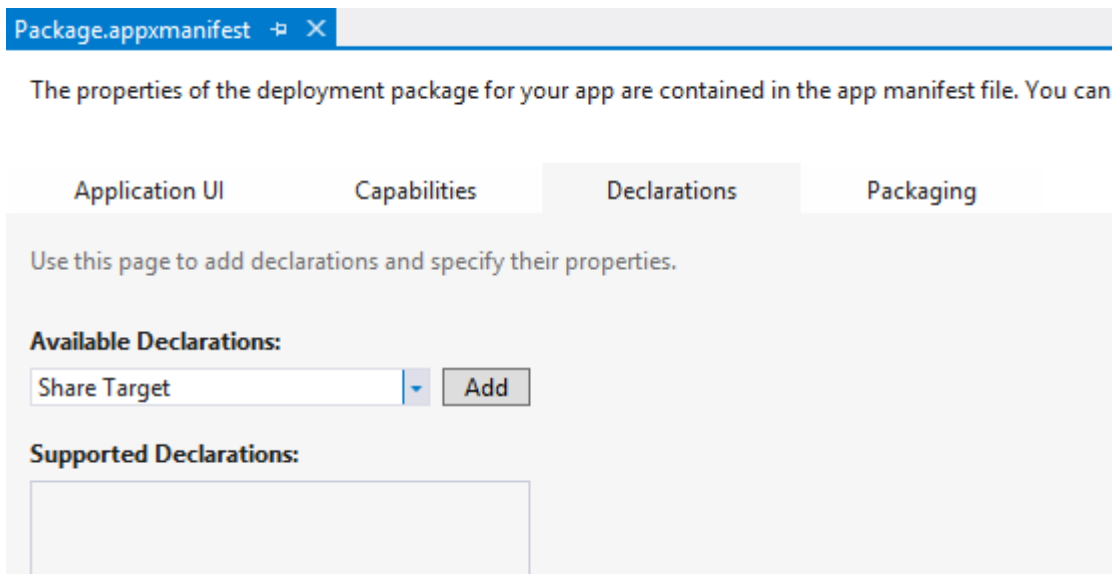 Package.appxmanifest
The properties of the deployment package for your app are contained in the app manifest file. You can
Application UI Capabilities Declarations Packaging
Use this page to add declarations and specify their properties.
Available Declarations:
Share Target Add
Supported Declarations: